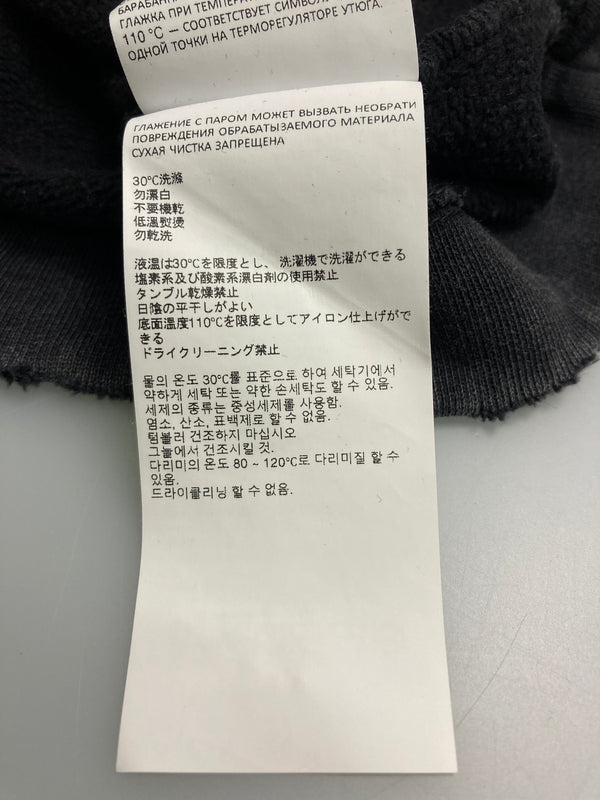 БАРАБАНН
ГЛАЖКА ПРИ ТЕМПЕРАТ
110 °C — СООТВЕТСТВУЕТ СИМВОЛ
ОДНОЙ ТОЧКИ НА ТЕРМОРЕГУЛЯТОРЕ УТЮГА.
ГЛАЖЕНИЕ С ПАРОМ МОЖЕТ ВЫЗВАТЬ НЕОБРАТИ
ПОВРЕЖДЕНИЯ ОБРАБАТЫЗАЕМОГО МАТЕРИАЛА
СУХАЯ ЧИСТКА ЗАПРЕЩЕНА
30°C洗滌
勿漂白
不要機乾
低溫熨燙
勿乾洗
液温は30°Cを限度とし、洗濯機で洗濯ができる
塩素系及び酸素系漂白剤の使用禁止
タンブル乾燥禁止
日陰の平干しがよい
底面温度110°Cを限度としてアイロン仕上げがで
きる
ドライクリーニング禁止
물의 온도 30°C를 표준으로 하여 세탁기에서
약하게 세탁 또는 약한 손세탁도 할 수 있음.
세제의 종류는 중성세제를 사용함.
염소, 산소, 표백제로 할 수 없음.
텀블러 건조하지 마십시오
그늘에서 건조시킬 것.
다리미의 온도 80 ~ 120°C로 다리미질 할 수
있음.
드라이클리닝 할 수 없음.